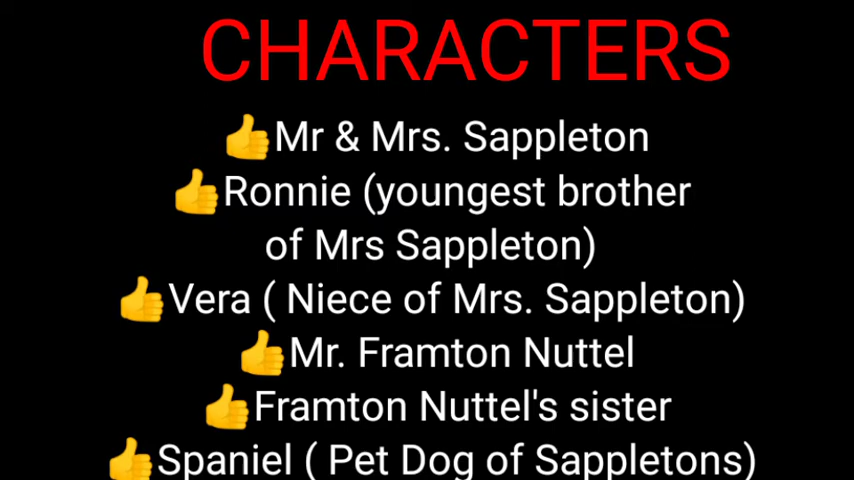 CHARACTERS
👍Mr & Mrs. Sappleton
👍Ronnie (youngest brother
of Mrs Sappleton)
👍Vera ( Niece of Mrs. Sappleton)
👍Mr. Framton Nuttel
👍Framton Nuttel's sister
👍Spaniel ( Pet Dog of Sappletons)